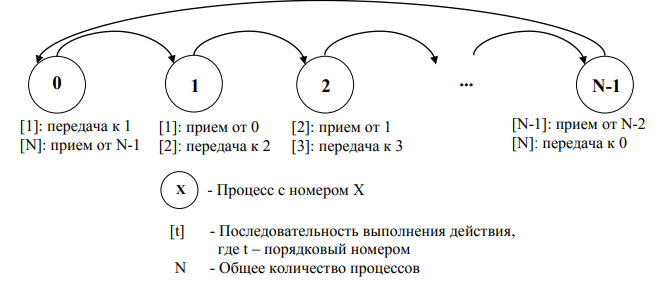 0
1
2
...
N-1
[1]: передача к 1
[N]: прием от N-1
[1]: прием от 0
[2]: передача к 2
[2]: прием от 1
[3]: передача к 3
[N-1]: прием от N-2
[N]: передача к 0
X
- Процесс с номером X
[t] - Последовательность выполнения действия,
где t – порядковый номером
N - Общее количество процессов